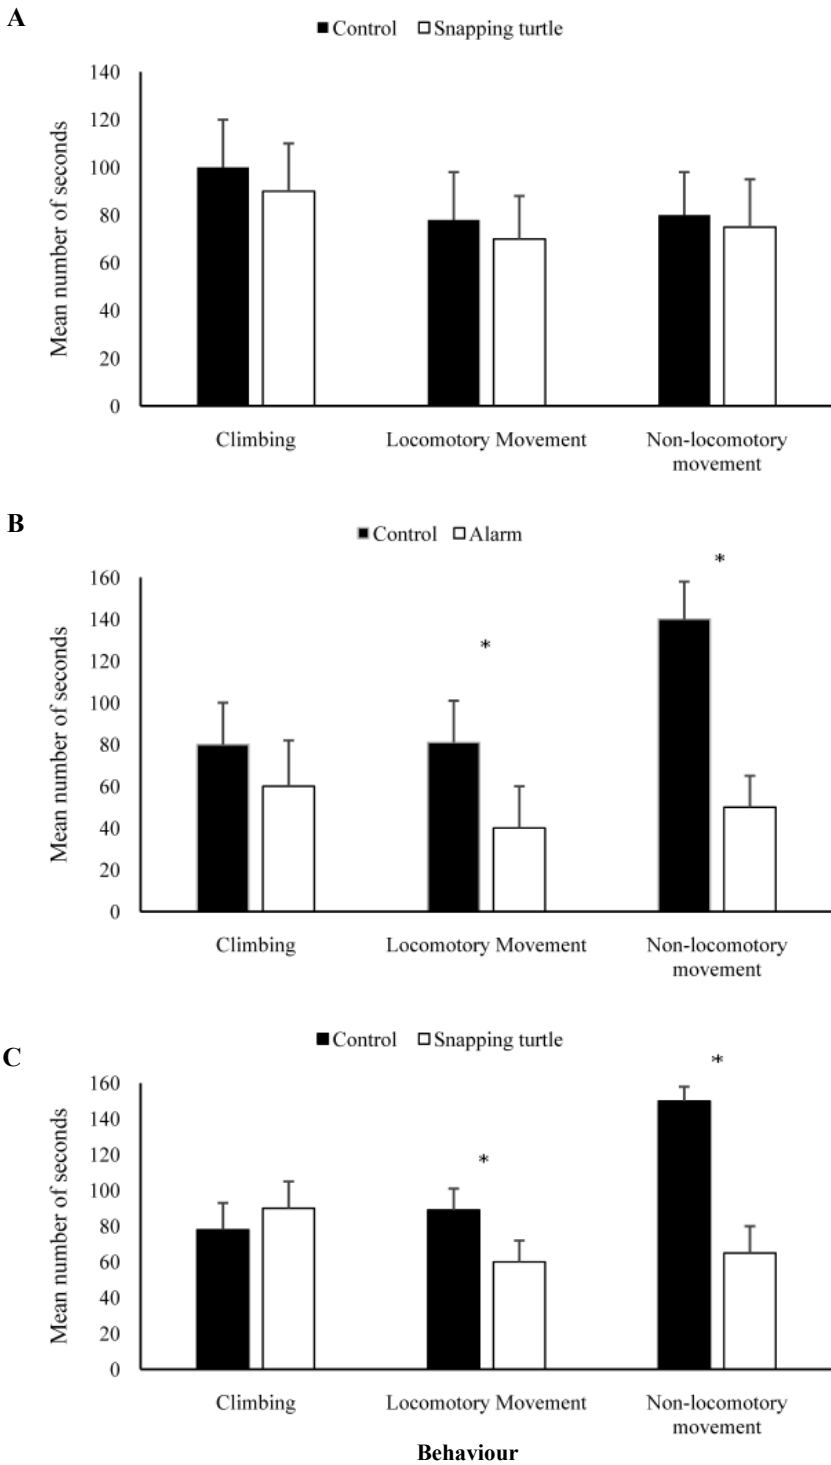 A
Control Snapping turtle
Mean number of seconds
140
120
100
80
60
40
20
0
Climbing Locomotory Movement Non-locomotory
movement
B
Control Alarm
*
*
Mean number of seconds
160
140
120
100
80
60
40
20
0
Climbing Locomotory Movement Non-locomotory
movement
C
Control Snapping turtle
*
*
Mean number of seconds
160
140
120
100
80
60
40
20
0
Climbing Locomotory Movement Non-locomotory
movement
Behaviour